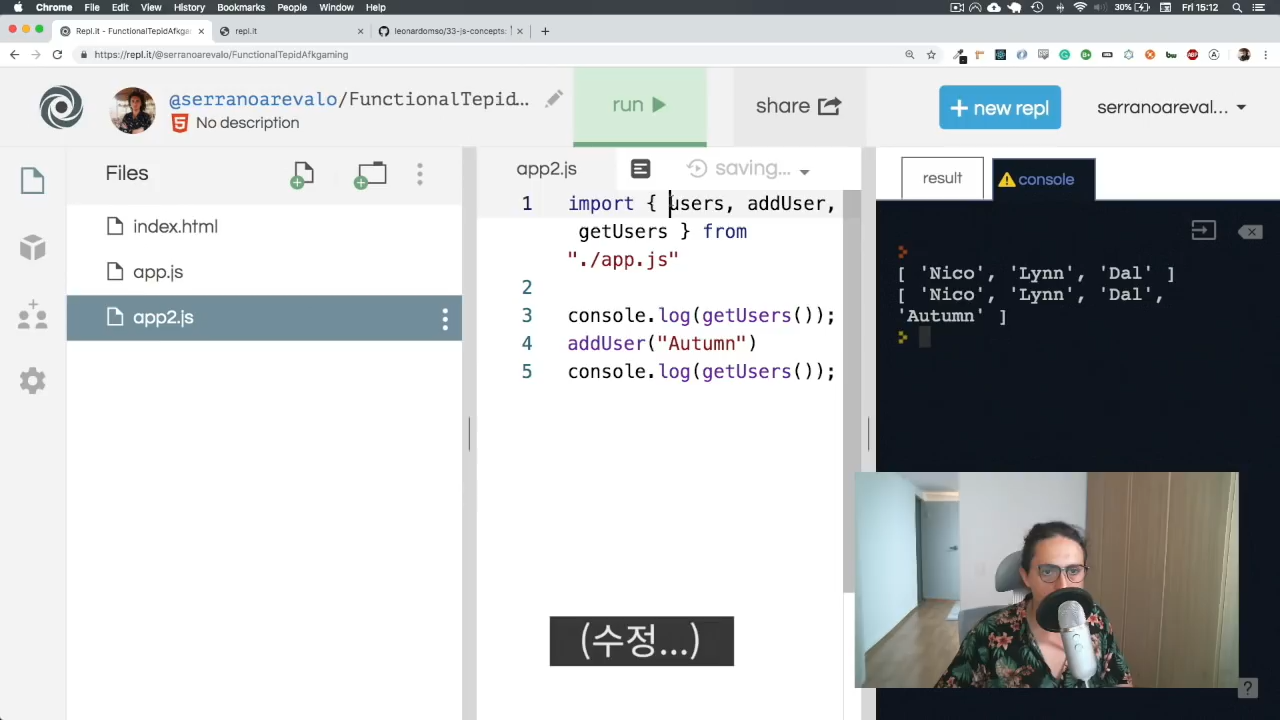 Chrome File Edit View History Bookmarks People Window Help 30% Fri 15:12
Repl.it - FunctionalTepidAfkga
repl.it
leonardomso/33-js-concepts:
https://repl.it/@serranoarevalo/FunctionalTepidAfkgaming
@serranoarevalo/FunctionalTepid...
No description
run
share
+ new repl
serranoareval...
Files
index.html
app.js
app2.js
app2.js
saving...
1 import { users, addUser,
getUsers } from
"./app.js"
2
3 console.log(getUsers());
4 addUser("Autumn")
5 console.log(getUsers());
result
console
[ 'Nico', 'Lynn', 'Dal' ]
[ 'Nico', 'Lynn', 'Dal',
'Autumn' ]
(수정...)
?